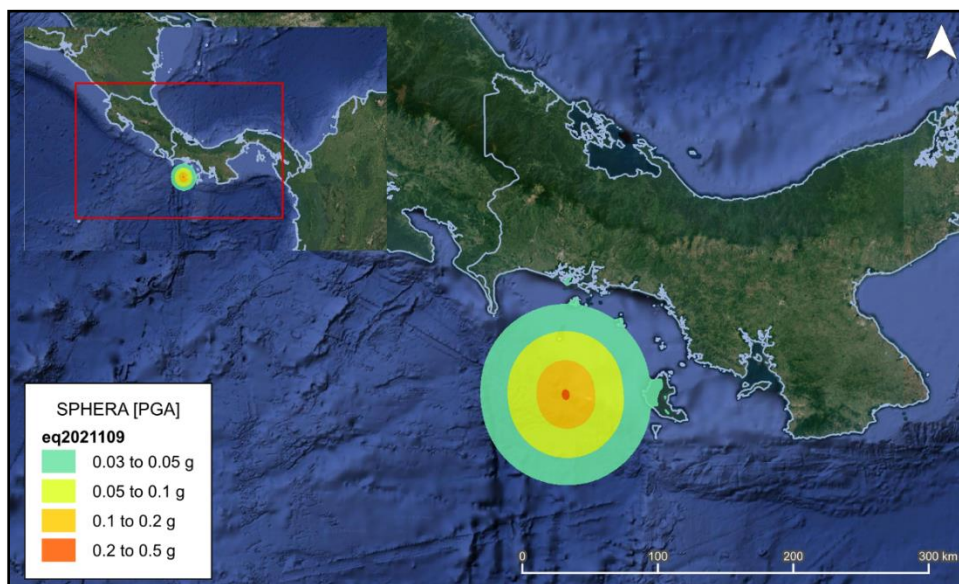 SPHERA [PGA]
eq2021109
0.03 to 0.05 g
0.05 to 0.1 g
0.1 to 0.2 g
0.2 to 0.5 g
0 100 200 300 km